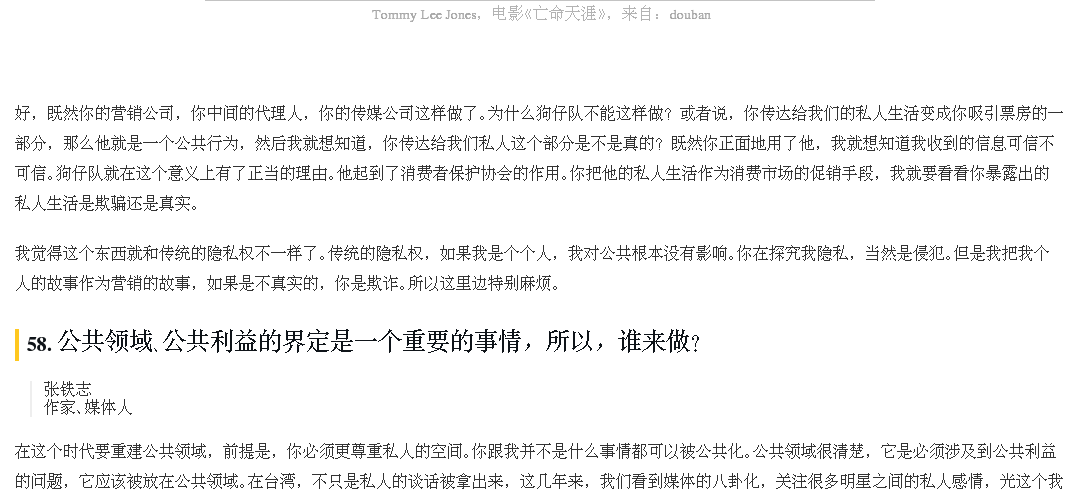 Tommy Lee Jones，电影《亡命天涯》，来自：douban
好，既然你的营销公司，你中间的代理人，你的传媒公司这样做了。为什么狗仔队不能这样做？或者说，你传达给我们的私人生活变成你吸引票房的一
部分，那么他就是一个公共行为，然后我就想知道，你传达给我们私人这个部分是不是真的？既然你正面地用了他，我就想知道我收到的信息可信不
可信。狗仔队就在这个意义上有了正当的理由。他起到了消费者保护协会的作用。你把他的私人生活作为消费市场的促销手段，我就要看看你暴露出的
私人生活是欺骗还是真实。
我觉得这个东西就和传统的隐私权不一样了。传统的隐私权，如果我是个个人，我对公共根本没有影响。你在探究我隐私，当然是侵犯。但是我把我个
人的故事作为营销的故事，如果是不真实的，你是欺诈。所以这里边特别麻烦。
58. 公共领域、公共利益的界定是一个重要的事情，所以，谁来做？
张铁志
作家、媒体人
在这个时代要重建公共领域，前提是，你必须更尊重私人的空间。你跟我并不是什么事情都可以被公共化。公共领域很清楚，它是必须涉及到公共利益
的问题，它应该被放在公共领域。在台湾，不只是私人的谈话被拿出来，这几年来，我们看到媒体的八卦化，关注很多明星之间的私人感情，光这个我